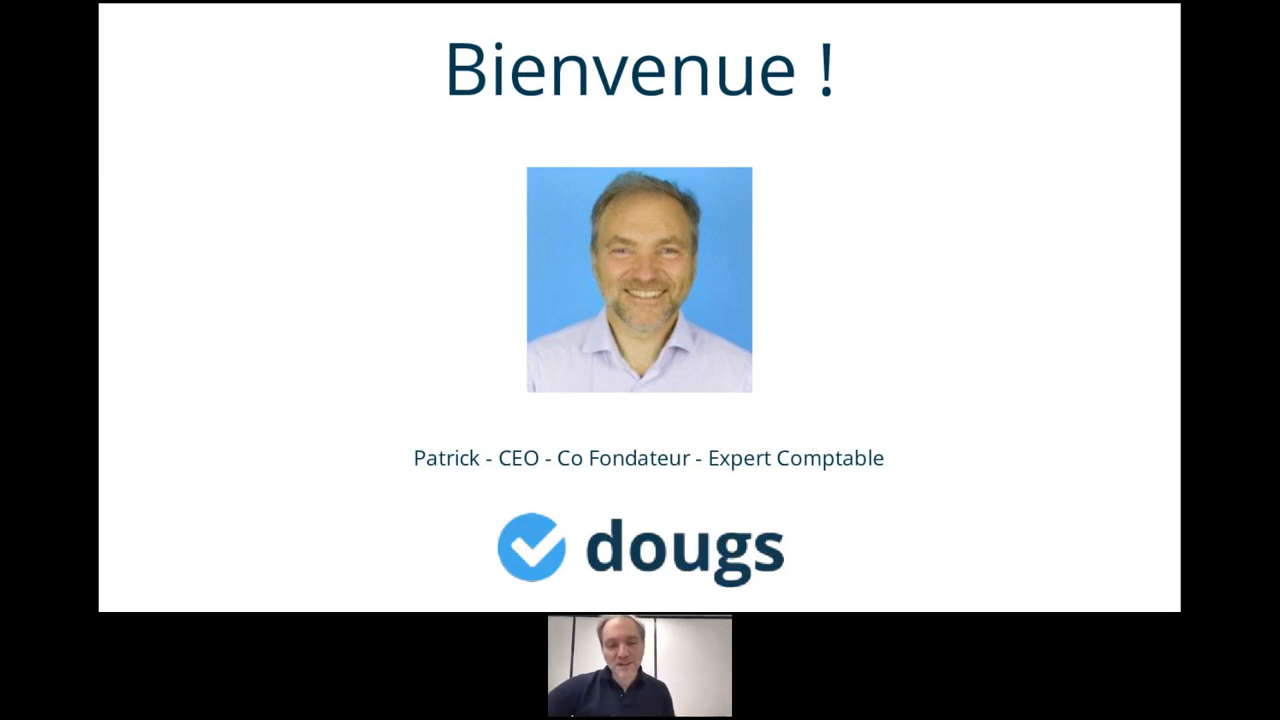 Bienvenue !
Patrick - CEO - Co Fondateur - Expert Comptable
dougs